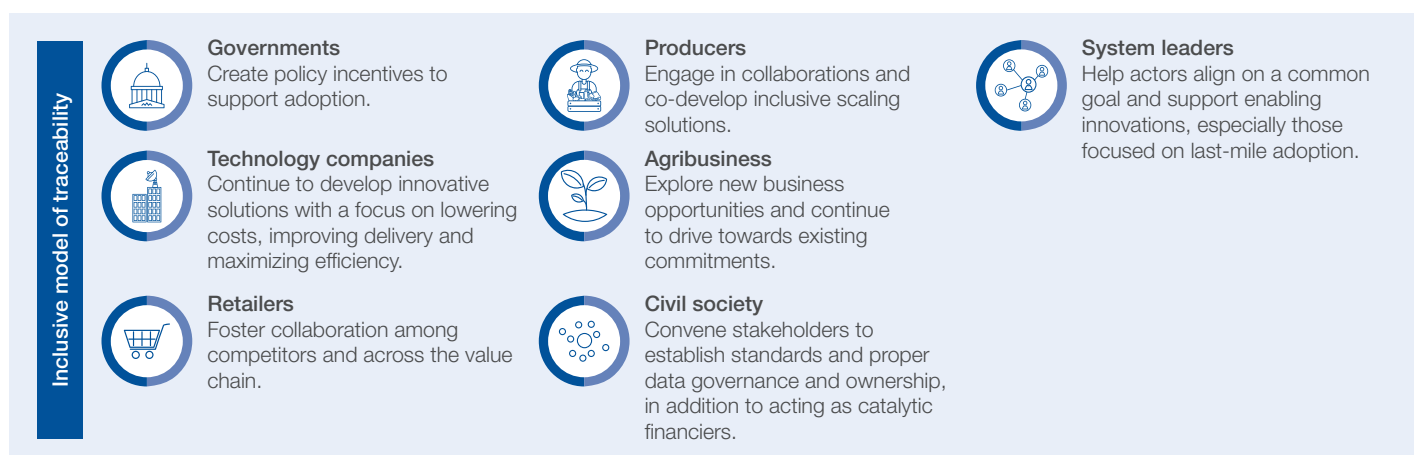 Inclusive model of traceability
Governments
Create policy incentives to
support adoption.
Technology companies
Continue to develop innovative
solutions with a focus on lowering
costs, improving delivery and
maximizing efficiency.
Retailers
Foster collaboration among
competitors and across the value
chain.
Producers
Engage in collaborations and
co-develop inclusive scaling
solutions.
Agribusiness
Explore new business
opportunities and continue
to drive towards existing
commitments.
Civil society
Convene stakeholders to
establish standards and proper
data governance and ownership,
in addition to acting as catalytic
financiers.
System leaders
Help actors align on a common
goal and support enabling
innovations, especially those
focused on last-mile adoption.